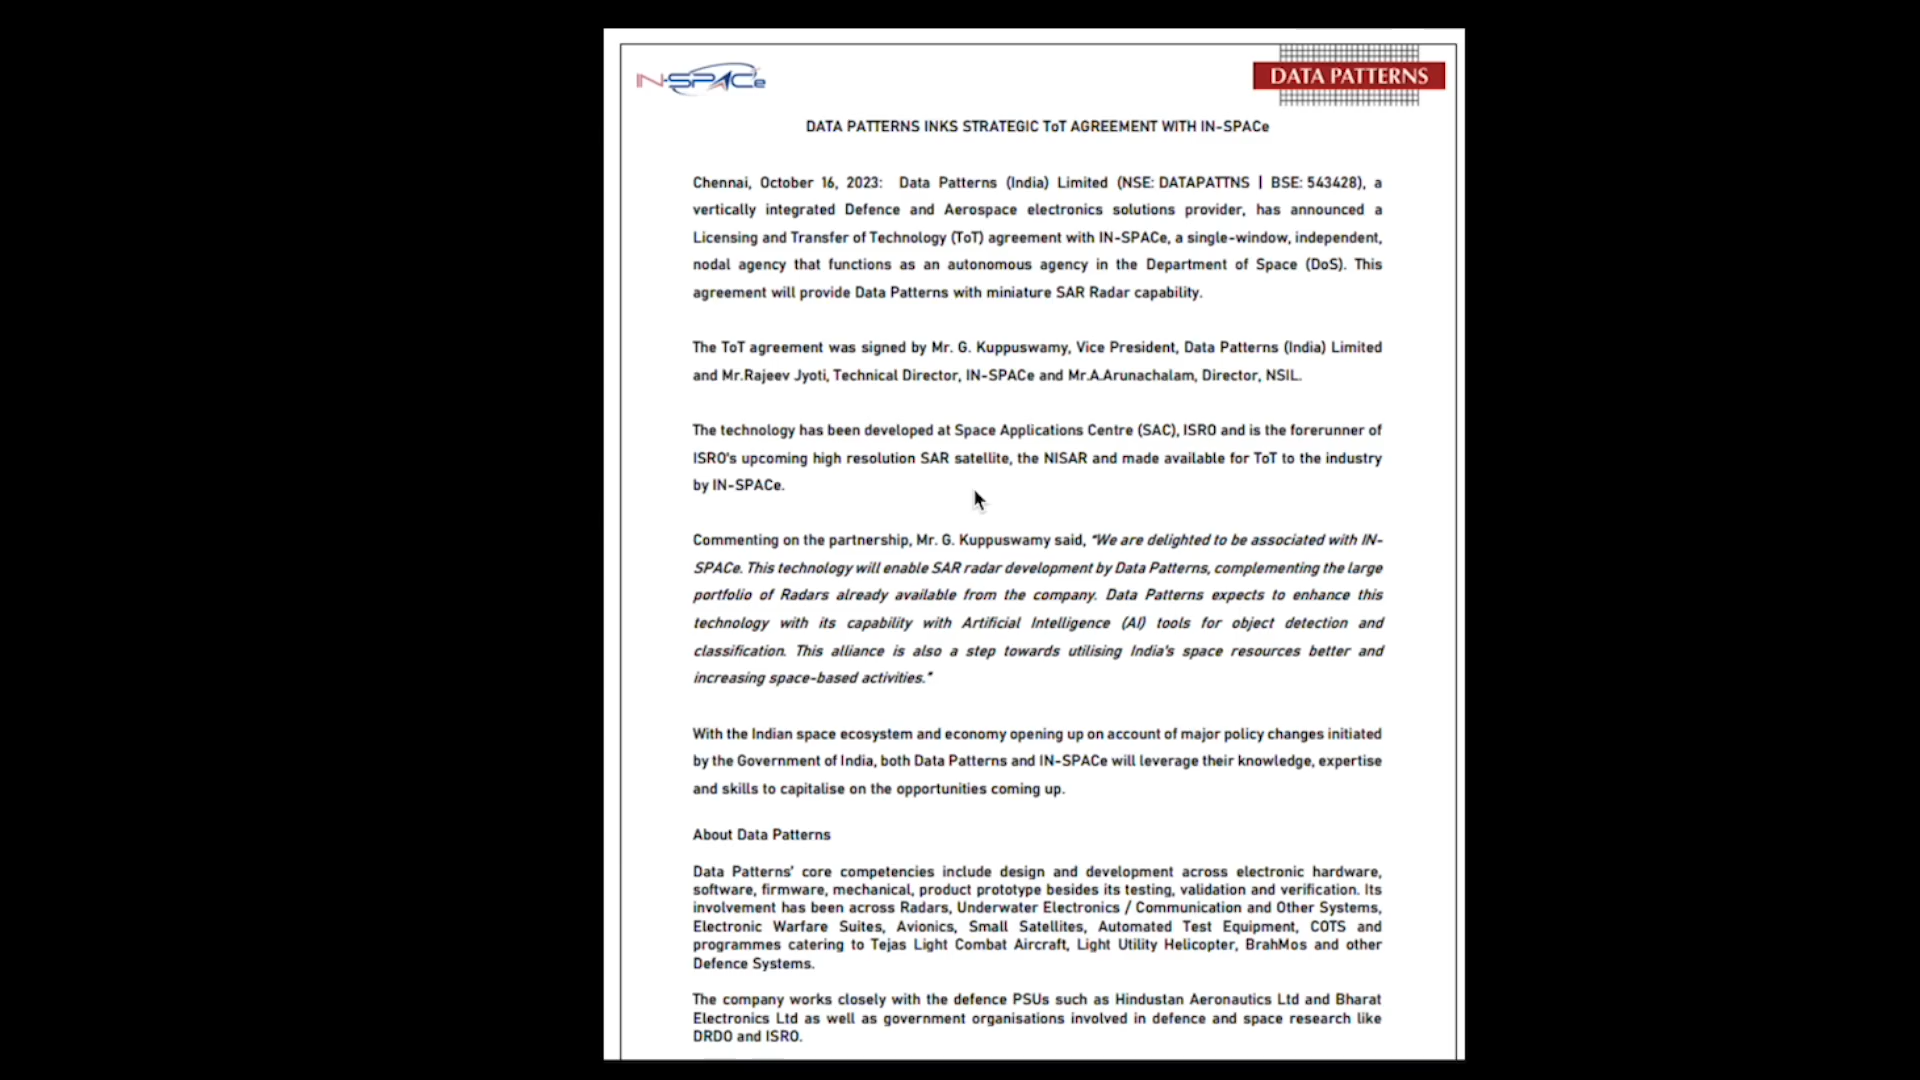 IN-SPACe
DATA PATTERNS
DATA PATTERNS INKS STRATEGIC ToT AGREEMENT WITH IN-SPACe
Chennai, October 16, 2023: Data Patterns (India) Limited (NSE: DATAPATTNS | BSE: 543428), a
vertically integrated Defence and Aerospace electronics solutions provider, has announced a
Licensing and Transfer of Technology (ToT) agreement with IN-SPACe, a single-window, independent,
nodal agency that functions as an autonomous agency in the Department of Space (DoS). This
agreement will provide Data Patterns with miniature SAR Radar capability.
The ToT agreement was signed by Mr. G. Kuppuswamy, Vice President, Data Patterns (India) Limited
and Mr.Rajeev Jyoti, Technical Director, IN-SPACe and Mr.A.Arunachalam, Director, NSIL.
The technology has been developed at Space Applications Centre (SAC), ISRO and is the forerunner of
ISRO's upcoming high resolution SAR satellite, the NISAR and made available for ToT to the industry
by IN-SPACe.
Commenting on the partnership, Mr. G. Kuppuswamy said, "We are delighted to be associated with IN-
SPACe. This technology will enable SAR radar development by Data Patterns, complementing the large
portfolio of Radars already available from the company. Data Patterns expects to enhance this
technology with its capability with Artificial Intelligence (AI) tools for object detection and
classification. This alliance is also a step towards utilising India's space resources better and
increasing space-based activities."
With the Indian space ecosystem and economy opening up on account of major policy changes initiated
by the Government of India, both Data Patterns and IN-SPACe will leverage their knowledge, expertise
and skills to capitalise on the opportunities coming up.
About Data Patterns
Data Patterns' core competencies include design and development across electronic hardware,
software, firmware, mechanical, product prototype besides its testing, validation and verification. Its
involvement has been across Radars, Underwater Electronics / Communication and Other Systems,
Electronic Warfare Suites, Avionics, Small Satellites, Automated Test Equipment, COTS and
programmes catering to Tejas Light Combat Aircraft, Light Utility Helicopter, BrahMos and other
Defence Systems.
The company works closely with the defence PSUs such as Hindustan Aeronautics Ltd and Bharat
Electronics Ltd as well as government organisations involved in defence and space research like
DRDO and ISRO.